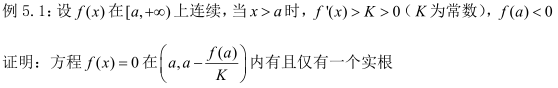 例 5.1：设 f(x) 在[a,+∞) 上连续，当 x>a 时，f'(x)>K>0（K 为常数），f(a)<0
证明：方程 f(x)=0 在(a,a-f(a)/K)内有且仅有一个实根